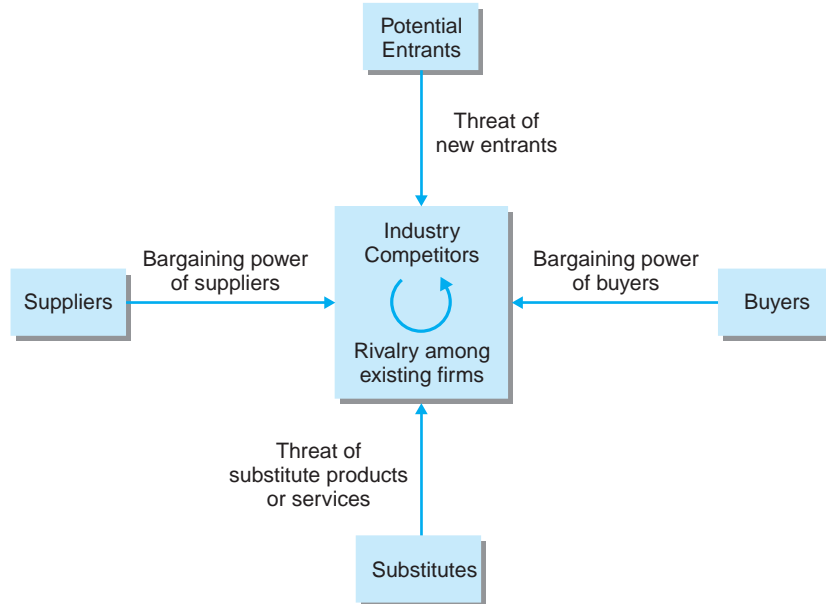 Potential
Entrants
Threat of
new entrants
Industry
Competitors
Bargaining power
of suppliers
Bargaining power
of buyers
Suppliers
Buyers
Rivalry among
existing firms
Threat of
substitute products
or services
Substitutes